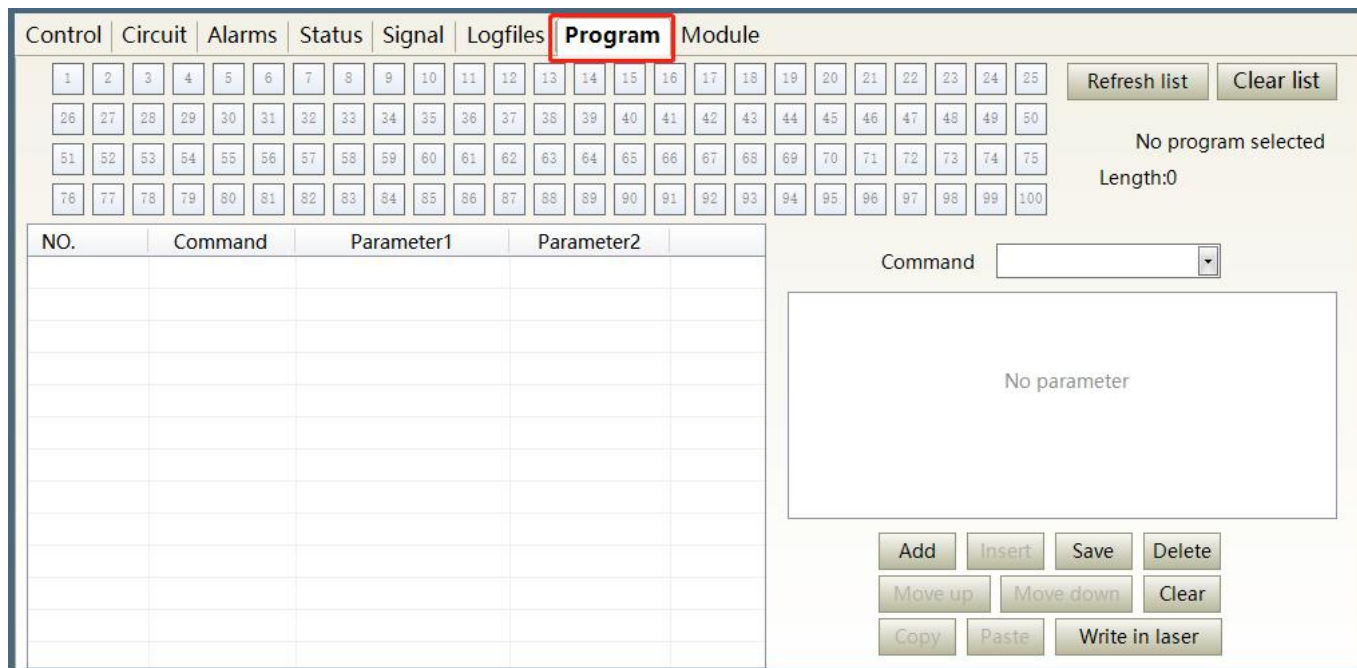 Control Circuit Alarms Status Signal Logfiles Program Module
1 2 3 4 5 6 7 8 9 10 11 12 13 14 15 16 17 18 19 20 21 22 23 24 25 Refresh list Clear list
26 27 28 29 30 31 32 33 34 35 36 37 38 39 40 41 42 43 44 45 46 47 48 49 50
No program selected
51 52 53 54 55 56 57 58 59 60 61 62 63 64 65 66 67 68 69 70 71 72 73 74 75
Length:0
76 77 78 79 80 81 82 83 84 85 86 87 88 89 90 91 92 93 94 95 96 97 98 99 100
NO. Command Parameter1 Parameter2
Command
No parameter
Add Insert Save Delete
Move up Move down Clear
Copy Paste Write in laser